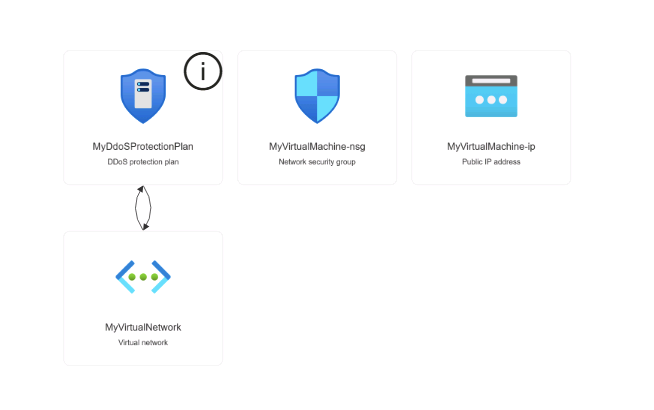 i
MyDdoSProtectionPlan
DDoS protection plan
MyVirtualMachine-nsg
Network security group
MyVirtualMachine-ip
Public IP address
MyVirtualNetwork
Virtual network